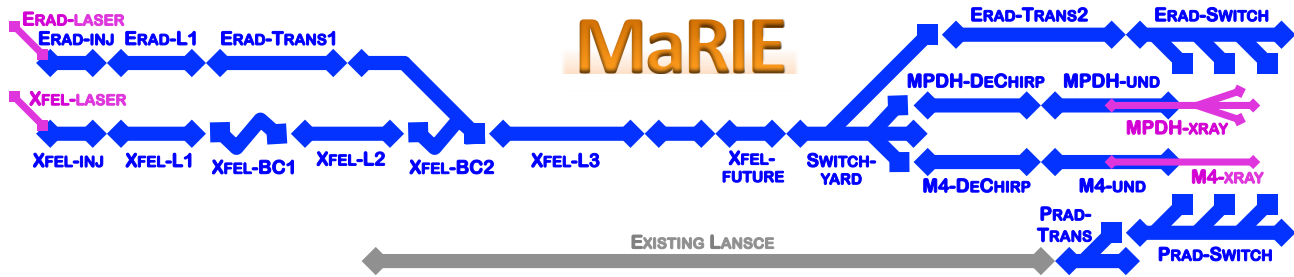 ERAD-LASER
ERAD-INJ ERAD-L1 ERAD-TRANS1
MaRIE
ERAD-TRANS2 ERAD-SWITCH
XFEL-LASER
MPDH-DECHIRP MPDH-UND
MPDH-XRAY
XFEL-INJ XFEL-L1 XFEL-BC1 XFEL-L2 XFEL-BC2 XFEL-L3
XFEL-
FUTURE
SWITCH-
YARD
M4-DECHIRP M4-UND M4-XRAY
EXISTING LANSCE
PRAD-
TRANS
PRAD-SWITCH